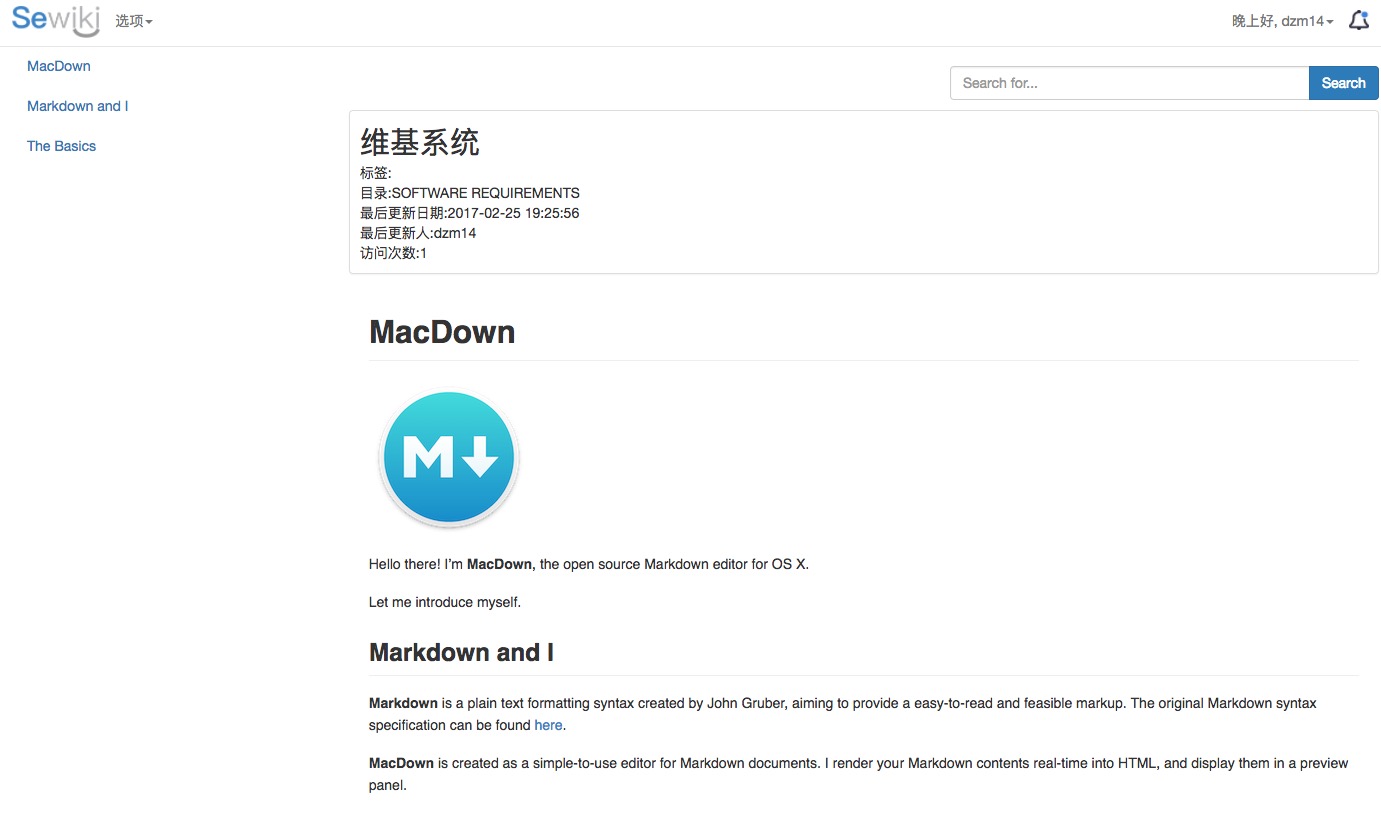 Sewiki 选项
晚上好, dzm14
MacDown
Markdown and I
The Basics
Search for...
Search
维基系统
标签:
目录:SOFTWARE REQUIREMENTS
最后更新日期:2017-02-25 19:25:56
最后更新人:dzm14
访问次数:1
MacDown
M
Hello there! I’m MacDown, the open source Markdown editor for OS X.
Let me introduce myself.
Markdown and I
Markdown is a plain text formatting syntax created by John Gruber, aiming to provide a easy-to-read and feasible markup. The original Markdown syntax
specification can be found here.
MacDown is created as a simple-to-use editor for Markdown documents. I render your Markdown contents real-time into HTML, and display them in a preview
panel.